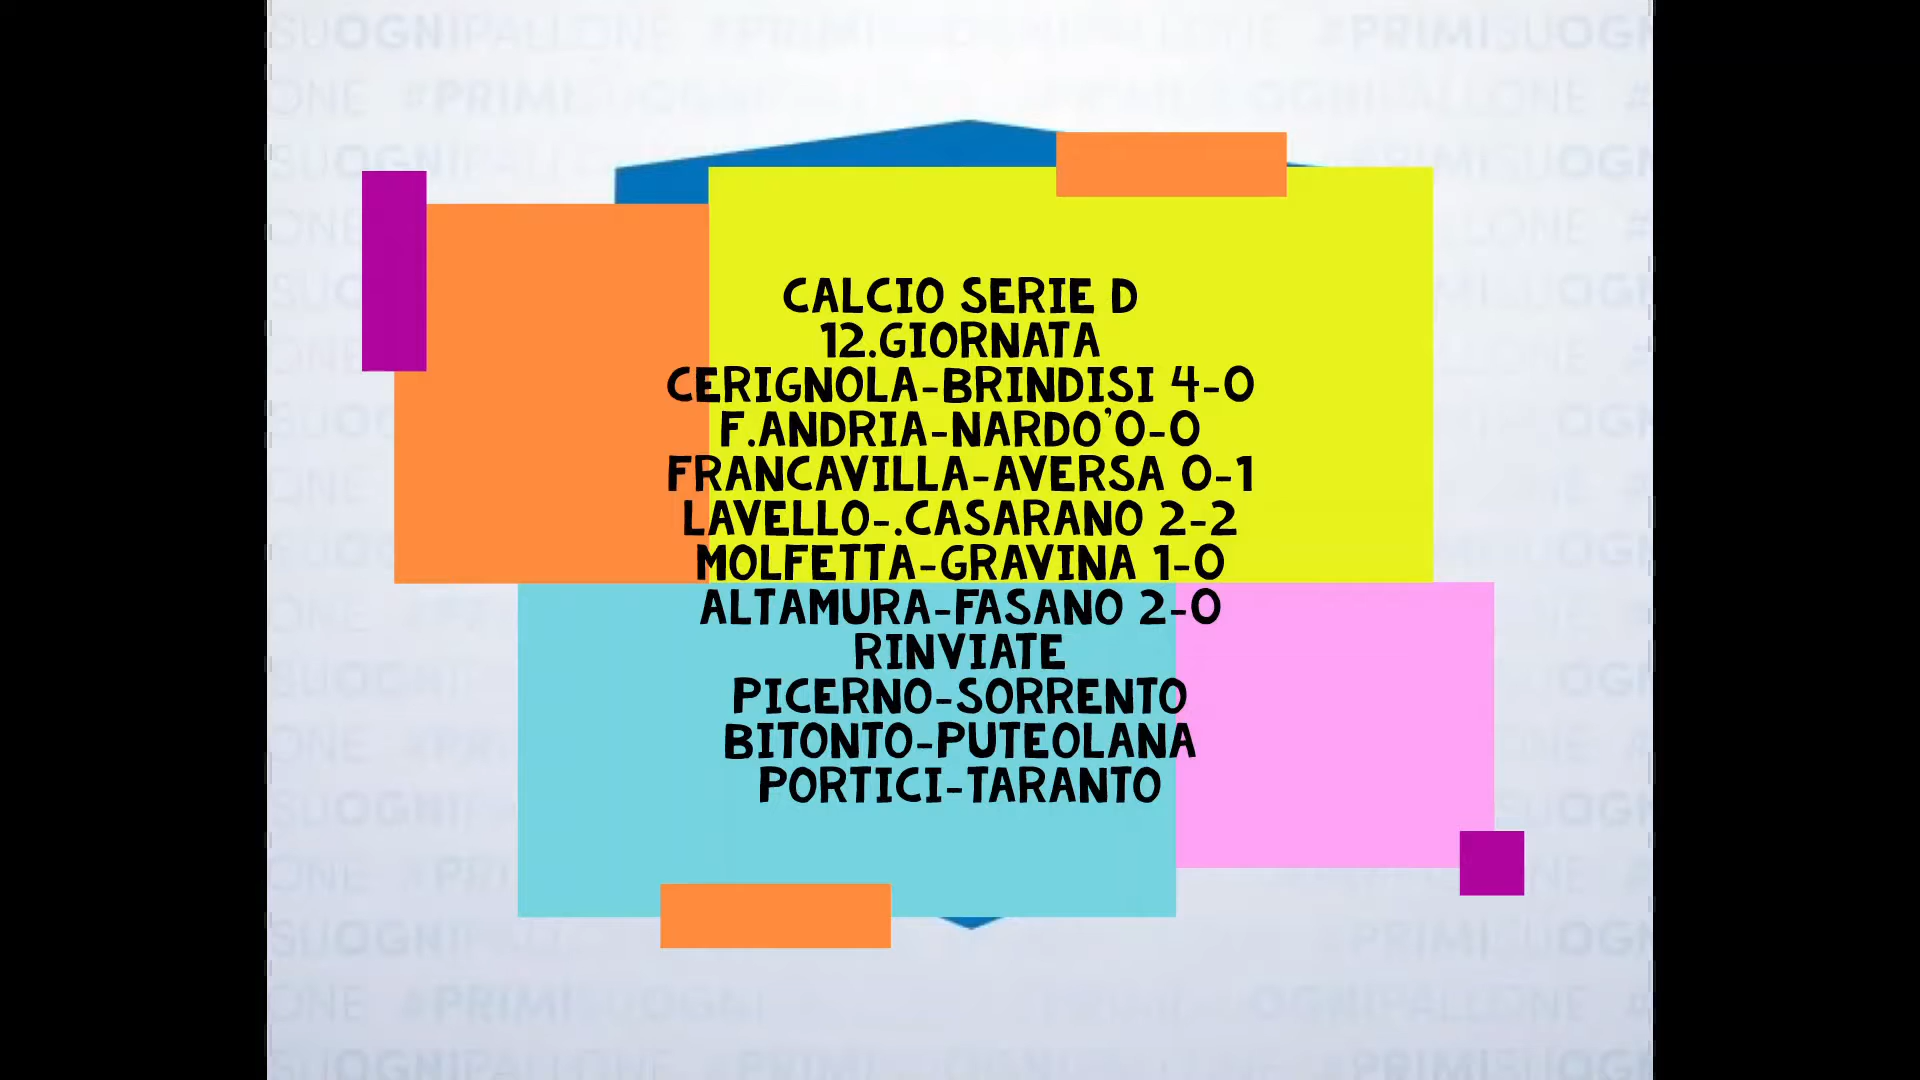 CALCIO SERIE D
12.GIORNATA
CERIGNOLA-BRINDISI 4-0
F.ANDRIA-NARDO'0-0
FRANCAVILLA-AVERSA 0-1
LAVELLO-.CASARANO 2-2
MOLFETTA-GRAVINA 1-0
ALTAMURA-FASANO 2-0
RINVIATE
PICERNO-SORRENTO
BITONTO-PUTEOLANA
PORTICI-TARANTO